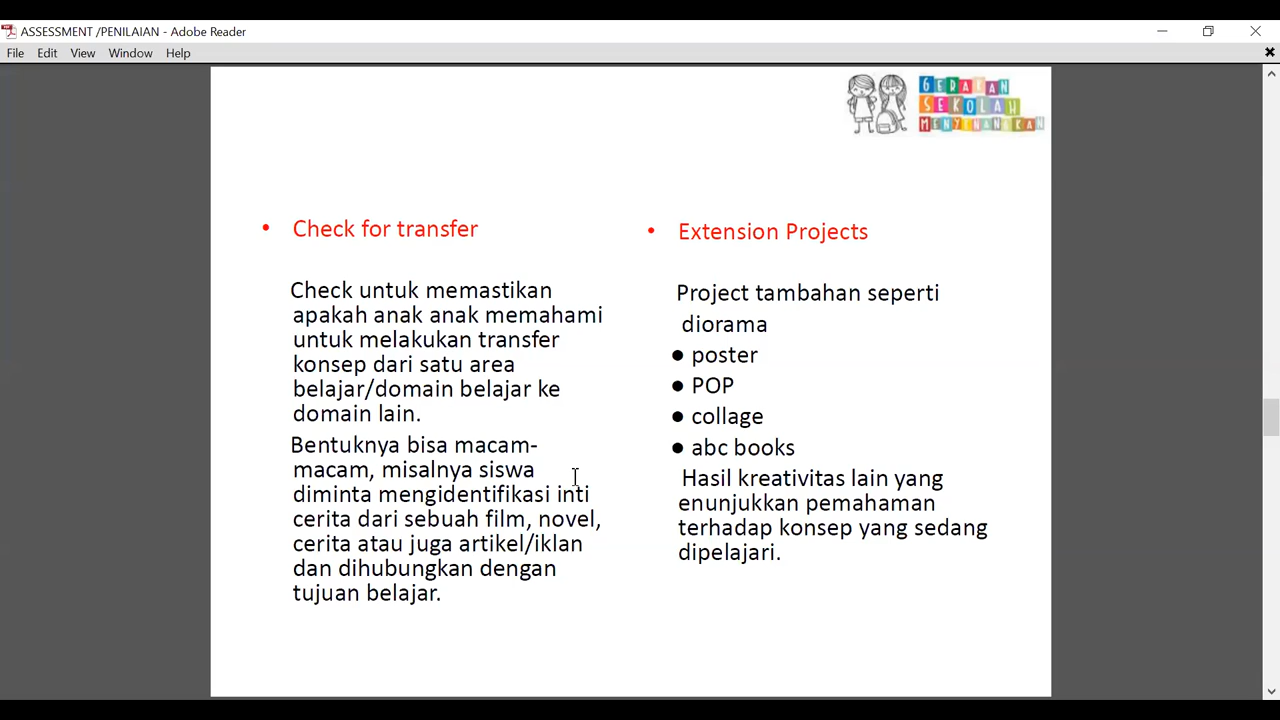 ASSESSMENT /PENILAIAN - Adobe Reader
File Edit View Window Help
GERAKAN
SEKOLAH
MENYENANGKAN
• Check for transfer
Check untuk memastikan
apakah anak anak memahami
untuk melakukan transfer
konsep dari satu area
belajar/domain belajar ke
domain lain.
Bentuknya bisa macam-
macam, misalnya siswa
diminta mengidentifikasi inti
cerita dari sebuah film, novel,
cerita atau juga artikel/iklan
dan dihubungkan dengan
tujuan belajar.
• Extension Projects
Project tambahan seperti
diorama
● poster
● POP
● collage
● abc books
Hasil kreativitas lain yang
enunjukkan pemahaman
terhadap konsep yang sedang
dipelajari.